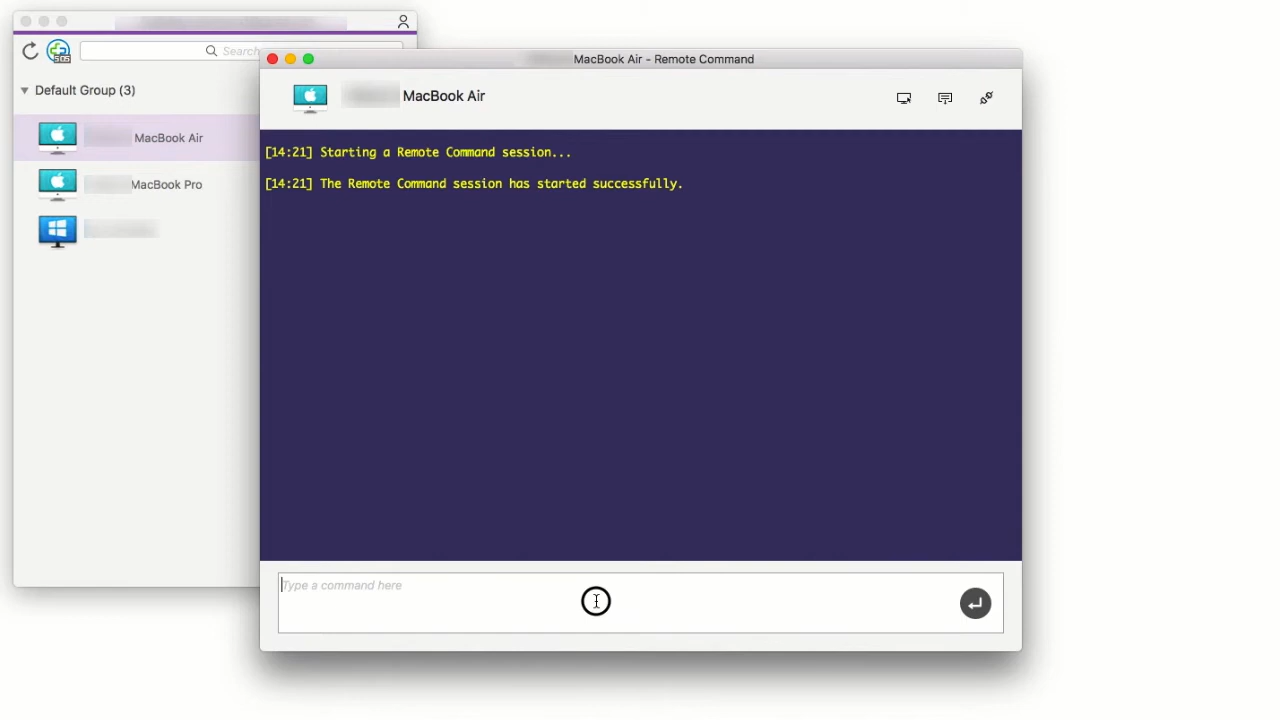 Search
Default Group (3)
MacBook Air
MacBook Pro
MacBook Air - Remote Command
MacBook Air
[14:21] Starting a Remote Command session...
[14:21] The Remote Command session has started successfully.
Type a command here